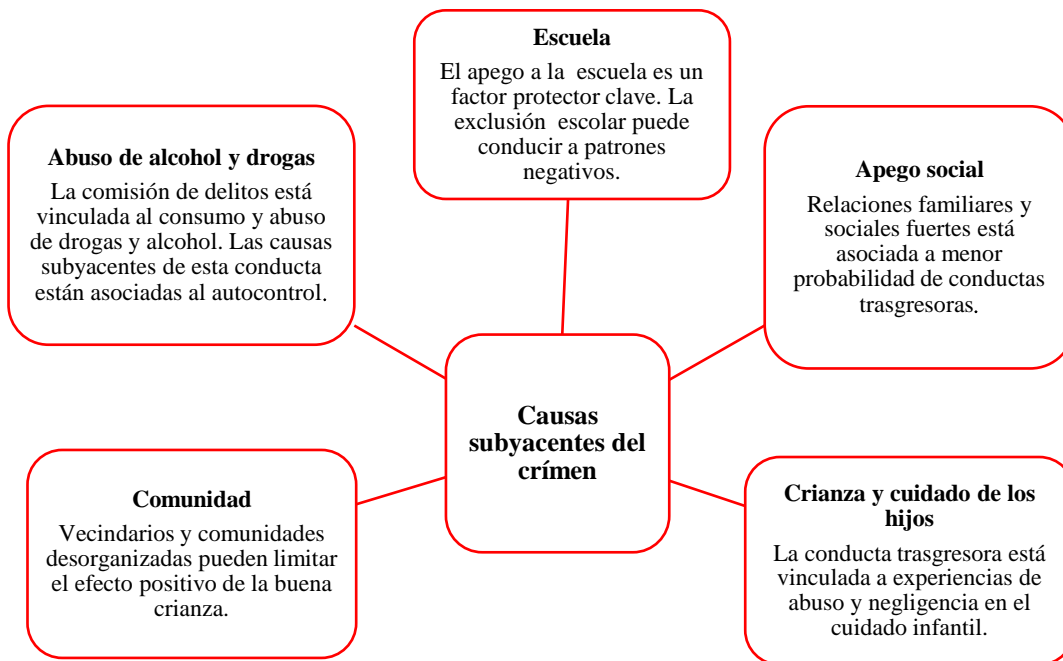 Escuela
El apego a la escuela es un
factor protector clave. La
exclusión escolar puede
conducir a patrones
negativos.
Abuso de alcohol y drogas
La comisión de delitos está
vinculada al consumo y abuso
de drogas y alcohol. Las causas
subyacentes de esta conducta
están asociadas al autocontrol.
Apego social
Relaciones familiares y
sociales fuertes está
asociada a menor
probabilidad de conductas
trasgresoras.
Causas
subyacentes del
crímen
Comunidad
Vecindarios y comunidades
desorganizadas pueden limitar
el efecto positivo de la buena
crianza.
Crianza y cuidado de los
hijos
La conducta trasgresora está
vinculada a experiencias de
abuso y negligencia en el
cuidado infantil.